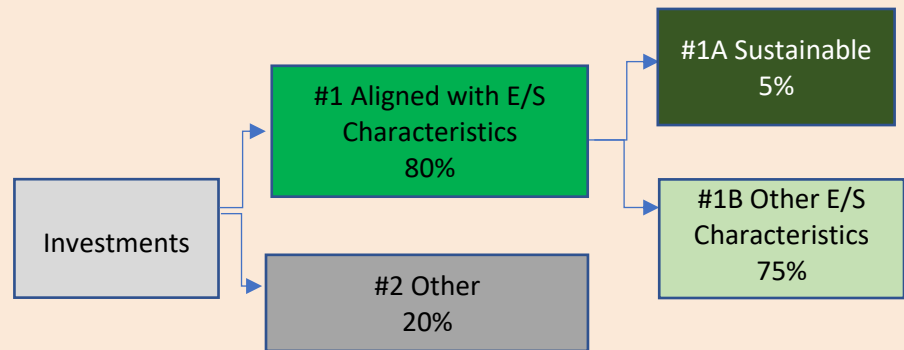 Investments
#1 Aligned with E/S
Characteristics
80%
#2 Other
20%
#1A Sustainable
5%
#1B Other E/S
Characteristics
75%